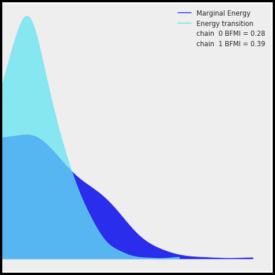 Marginal Energy
Energy transition
chain  0 BFMI = 0.28
chain  1 BFMI = 0.39